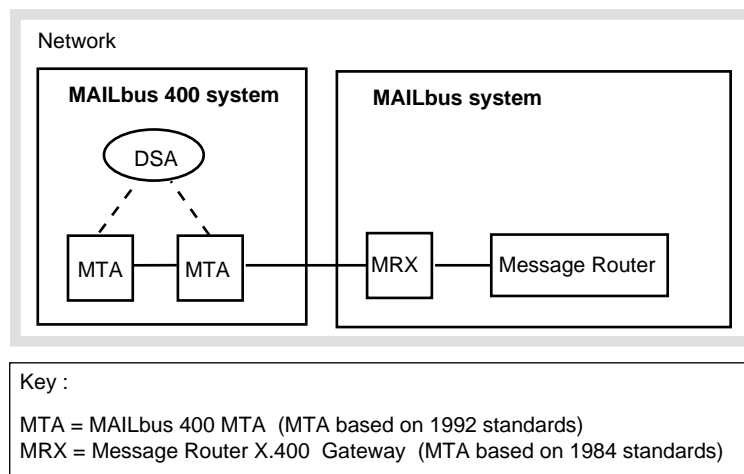 Network
MAILbus 400 system
MAILbus system
DSA
MTA
MTA
MRX
Message Router
Key :
MTA = MAILbus 400 MTA (MTA based on 1992 standards)
MRX = Message Router X.400 Gateway (MTA based on 1984 standards)